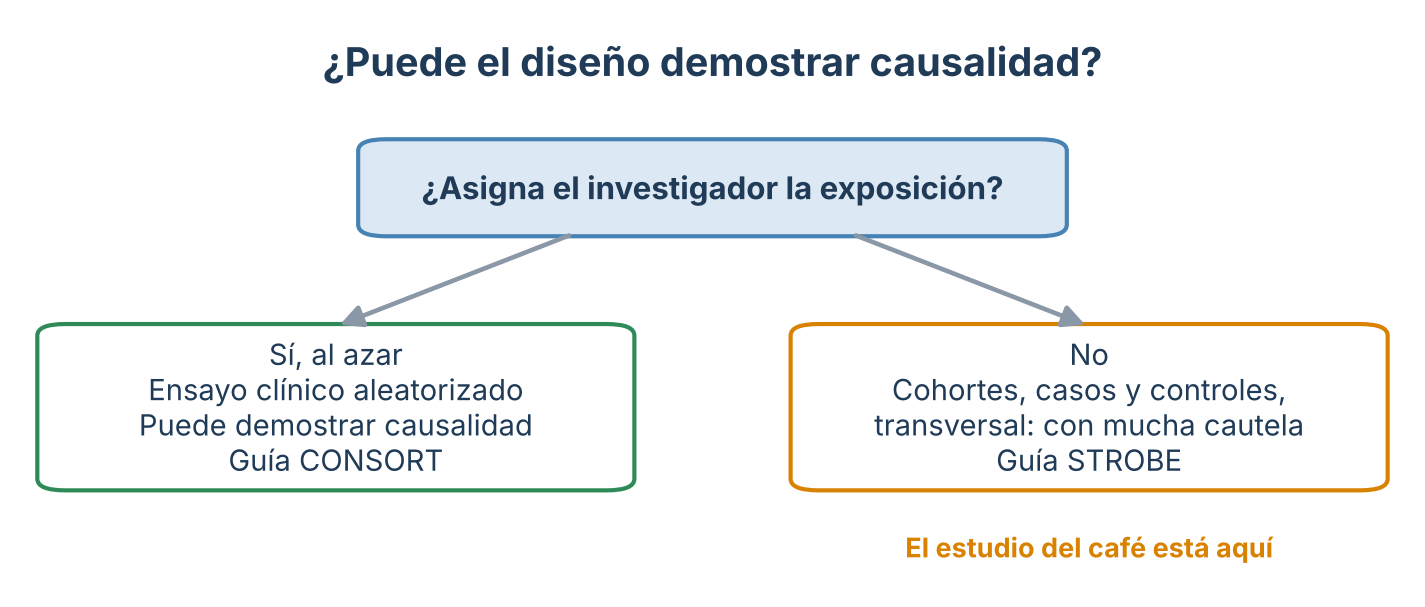 ¿Puede el diseño demostrar causalidad?
¿Asigna el investigador la exposición?
Sí, al azar
Ensayo clínico aleatorizado
Puede demostrar causalidad
Guía CONSORT
No
Cohortes, casos y controles,
transversal: con mucha cautela
Guía STROBE
El estudio del café está aquí